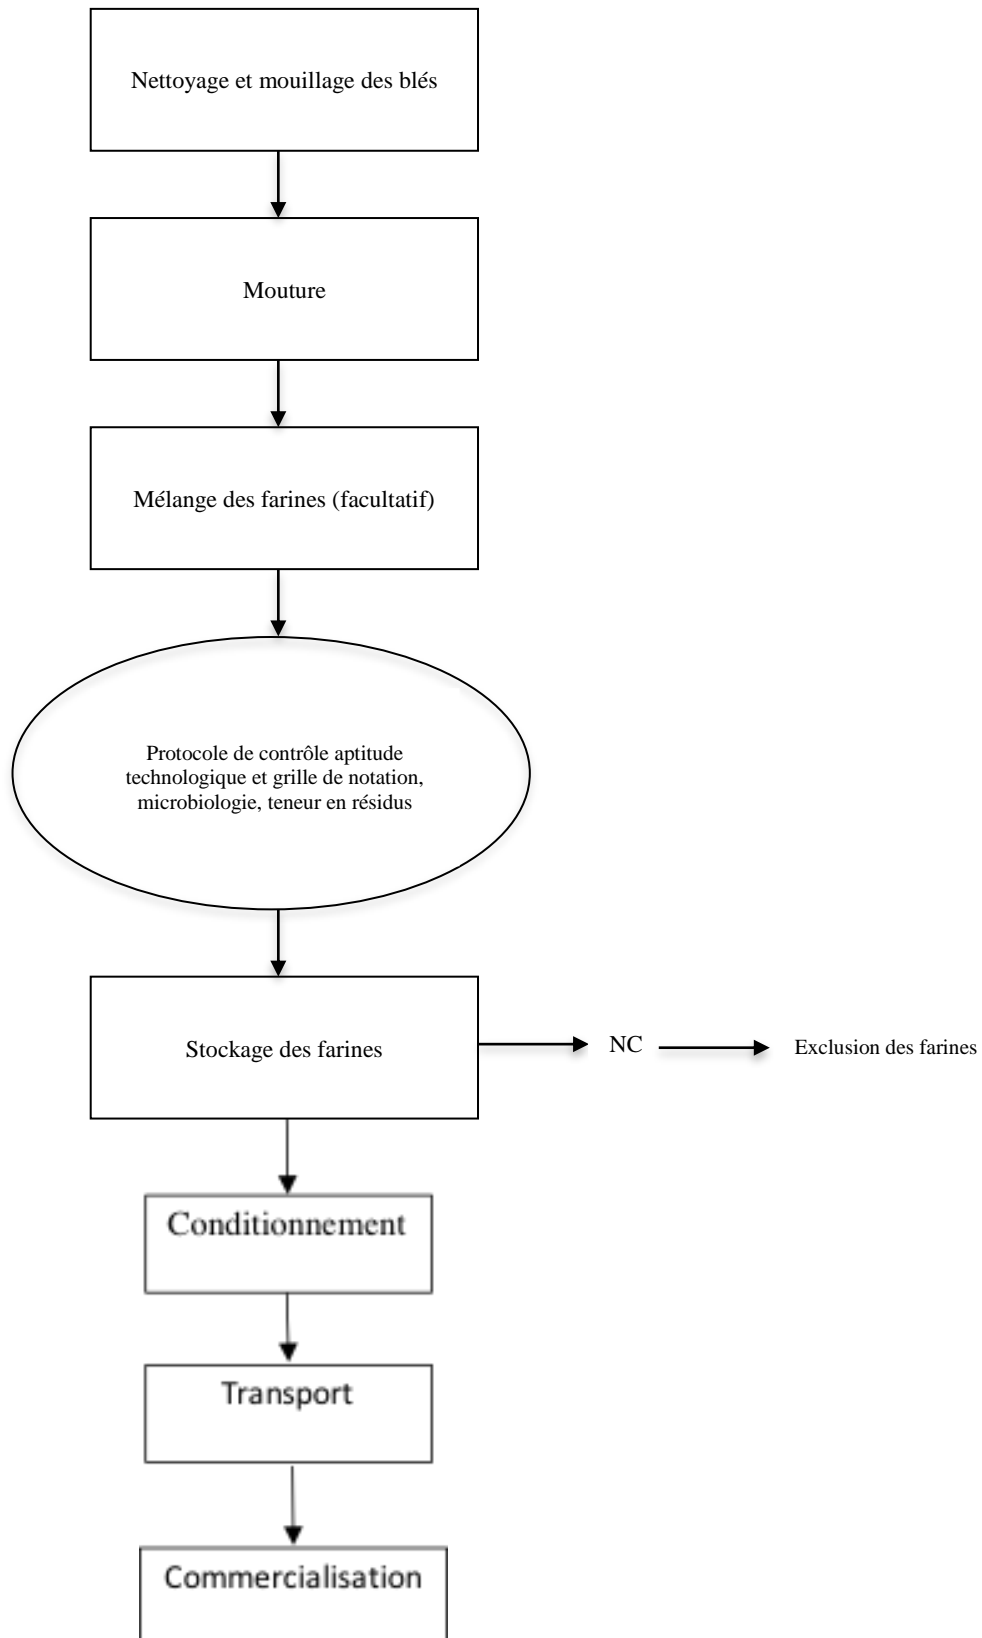 Nettoyage et mouillage des blés
Mouture
Mélange des farines (facultatif)
Protocole de contrôle aptitude
technologique et grille de notation,
microbiologie, teneur en résidus
Stockage des farines
NC
Exclusion des farines
Conditionnement
Transport
Commercialisation